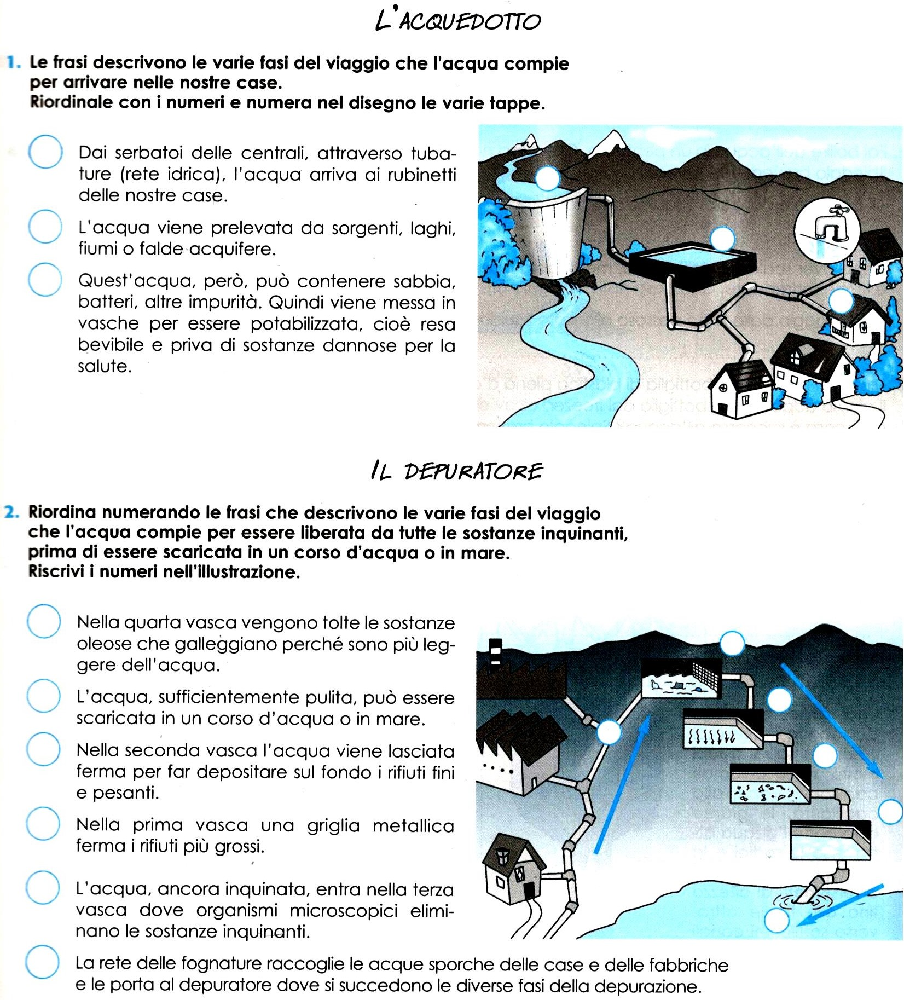 L'ACQUEDOTTO
1. Le frasi descrivono le varie fasi del viaggio che l'acqua compie
per arrivare nelle nostre case.
Riordinale con i numeri e numera nel disegno le varie tappe.
Dai serbatoi delle centrali, attraverso tuba-
ture (rete idrica), l'acqua arriva ai rubinetti
delle nostre case.
L'acqua viene prelevata da sorgenti, laghi,
fiumi o falde acquifere.
Quest'acqua, però, può contenere sabbia,
batteri, altre impurità. Quindi viene messa in
vasche per essere potabilizzata, cioè resa
bevibile e priva di sostanze dannose per la
salute.
IL DEPURATORE
2. Riordina numerando le frasi che descrivono le varie fasi del viaggio
che l'acqua compie per essere liberata da tutte le sostanze inquinanti,
prima di essere scaricata in un corso d'acqua o in mare.
Riscrivi i numeri nell'illustrazione.
Nella quarta vasca vengono tolte le sostanze
oleose che galleggiano perché sono più leg-
gere dell'acqua.
L'acqua, sufficientemente pulita, può essere
scaricata in un corso d'acqua o in mare.
Nella seconda vasca l'acqua viene lasciata
ferma per far depositare sul fondo i rifiuti fini
e pesanti.
Nella prima vasca una griglia metallica
ferma i rifiuti più grossi.
L'acqua, ancora inquinata, entra nella terza
vasca dove organismi microscopici elimi-
nano le sostanze inquinanti.
La rete delle fognature raccoglie le acque sporche delle case e delle fabbriche
e le porta al depuratore dove si succedono le diverse fasi della depurazione.